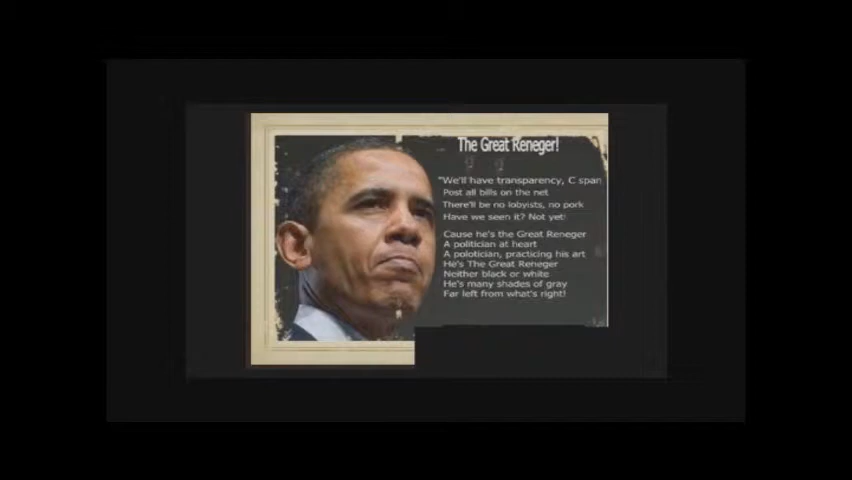 The Great Reneger!
"We'll have transparency, C span
Post all bills on the net
There'll be no lobyists, no pork
Have we seen it? Not yet!
Cause he's the Great Reneger
A politician at heart
A polotician, practicing his art
He's The Great Reneger
Neither black or white
He's many shades of gray
Far left from what's right!